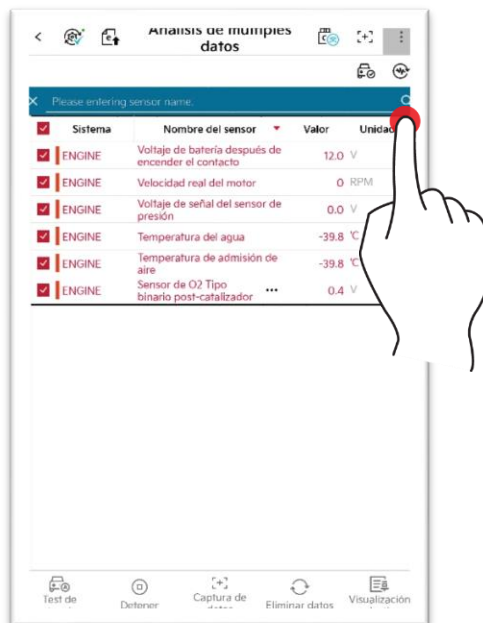 Análisis de múltiples
datos
Please entering sensor name.
Sistema Nombre del sensor Valor Unidad
ENGINE Voltaje de batería después de
encender el contacto 12.0 V
ENGINE Velocidad real del motor 0 RPM
ENGINE Voltaje de señal del sensor de
presión 0.0 V
ENGINE Temperatura del agua -39.8 ℃
ENGINE Temperatura de admisión de
aire -39.8 ℃
ENGINE Sensor de O2 Tipo
binario post-catalizador ... 0.4 V
Test de Detener Captura de Eliminar datos Visualización